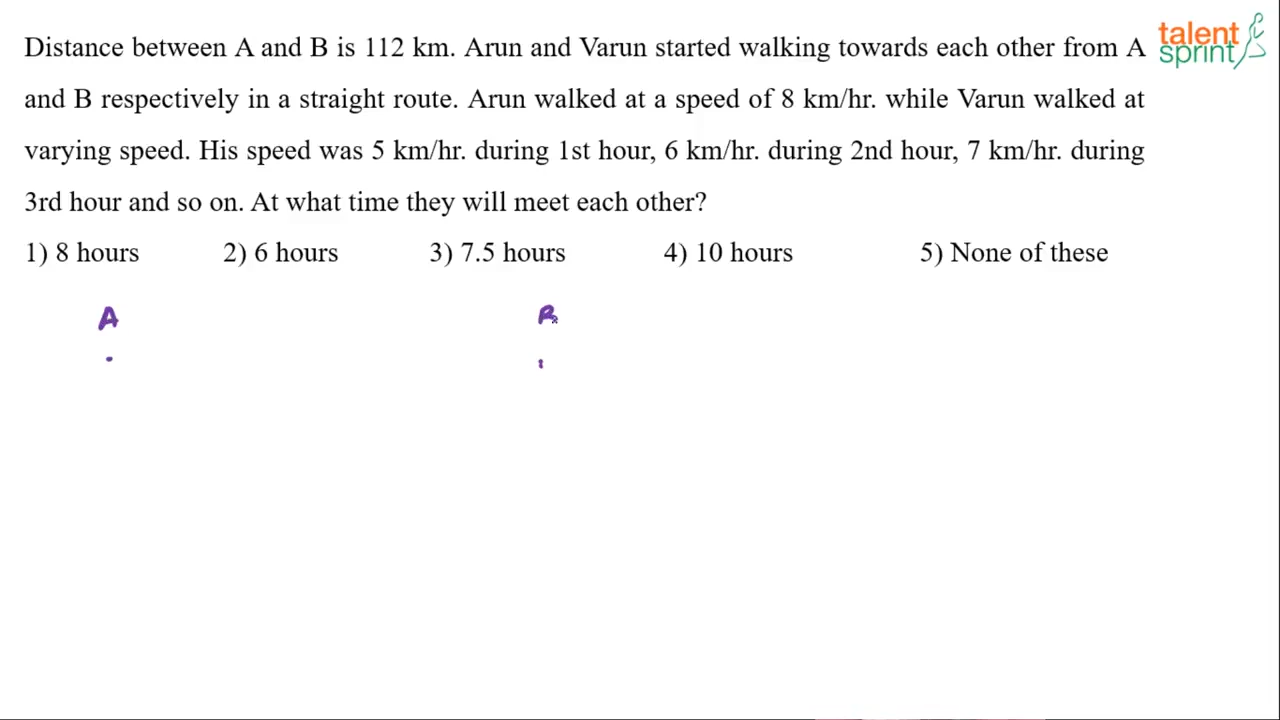 talent
sprint
Distance between A and B is 112 km. Arun and Varun started walking towards each other from A
and B respectively in a straight route. Arun walked at a speed of 8 km/hr. while Varun walked at
varying speed. His speed was 5 km/hr. during 1st hour, 6 km/hr. during 2nd hour, 7 km/hr. during
3rd hour and so on. At what time they will meet each other?
1) 8 hours 2) 6 hours 3) 7.5 hours 4) 10 hours 5) None of these
A B